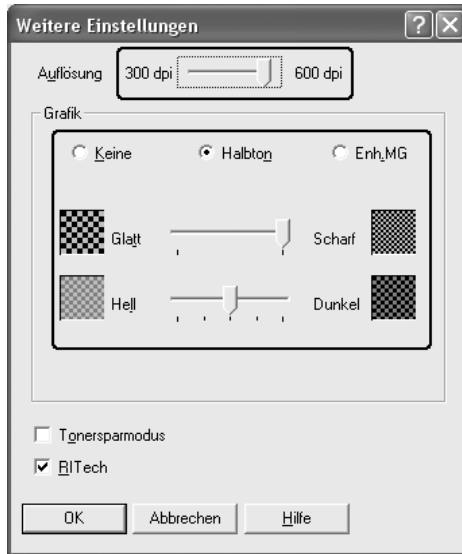 Weitere Einstellungen
Auflösung 300 dpi 600 dpi
Grafik
Keine Halbton Enh.MG
Glatt Scharf
Hell Dunkel
Tonersparmodus
RITech
OK Abbrechen Hilfe